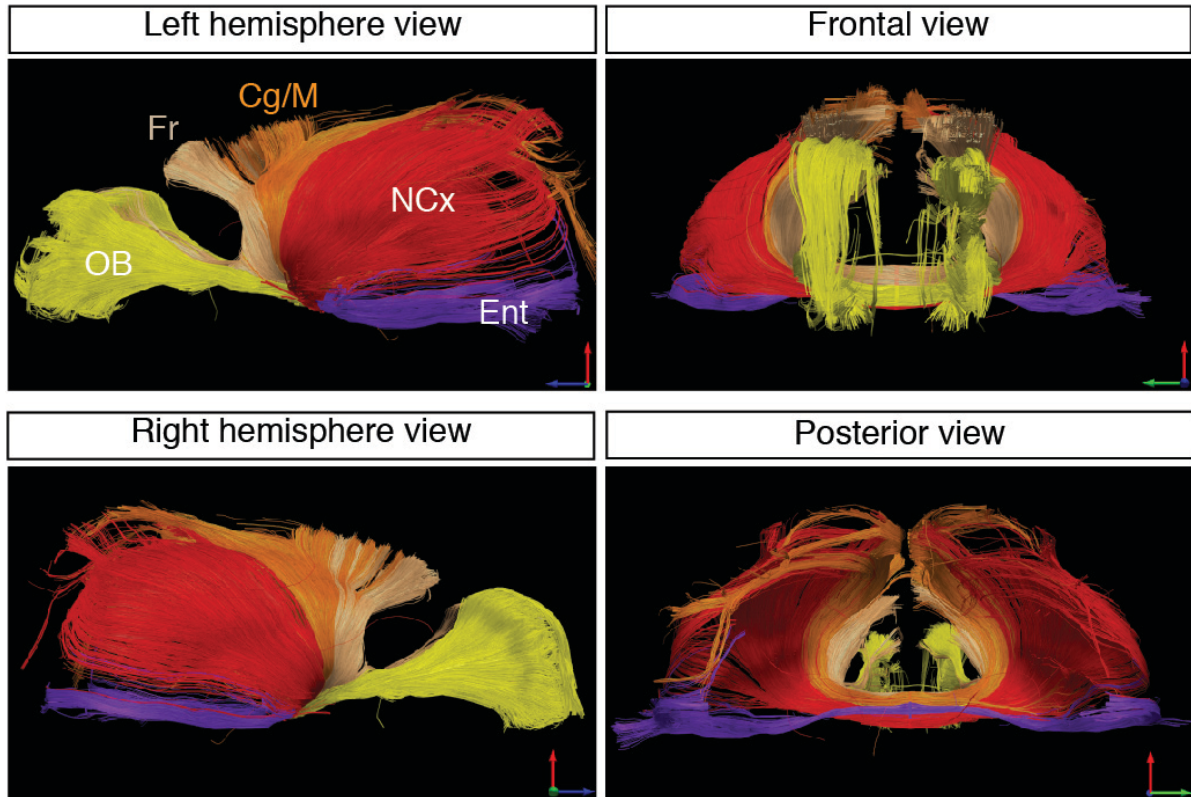 Left hemisphere view
Frontal view
Cg/M
Fr
NCx
OB
Ent
Right hemisphere view
Posterior view